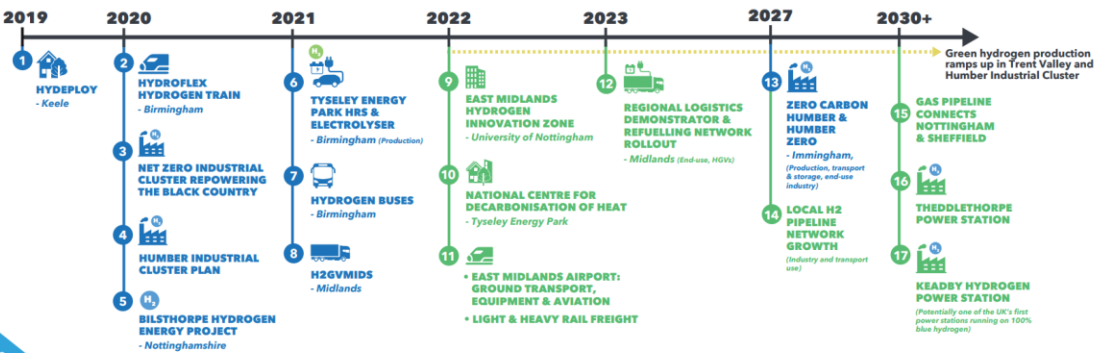 2019
2020
2021
2022
2023
2027
2030+
Green hydrogen production
ramps up in Trent Valley and
Humber Industrial Cluster
1
HYDEPLOY
- Keele
2
HYDROFLEX
HYDROGEN TRAIN
- Birmingham
3
H2
NET ZERO INDUSTRIAL
CLUSTER REPOWERING
THE BLACK COUNTRY
4
H2
HUMBER INDUSTRIAL
CLUSTER PLAN
5
H2
BILSTHORPE HYDROGEN
ENERGY PROJECT
- Nottinghamshire
6
H2
TYSELEY ENERGY
PARK HRS &
ELECTROLYSER
- Birmingham (Production)
7
HYDROGEN BUSES
- Birmingham
8
H2GVMIDS
- Midlands
9
EAST MIDLANDS
HYDROGEN
INNOVATION ZONE
- University of Nottingham
10
NATIONAL CENTRE FOR
DECARBONISATION OF HEAT
- Tyseley Energy Park
11
• EAST MIDLANDS AIRPORT:
GROUND TRANSPORT,
EQUIPMENT & AVIATION
• LIGHT & HEAVY RAIL FREIGHT
12
REGIONAL LOGISTICS
DEMONSTRATOR &
REFUELLING NETWORK
ROLLOUT
- Midlands (End-use, HGVs)
13
H2
ZERO CARBON
HUMBER &
HUMBER
ZERO
- Immingham,
(Production, transport
& storage, end-use
industry)
14
LOCAL H2
PIPELINE
NETWORK
GROWTH
(Industry and transport
use)
15
GAS PIPELINE
CONNECTS
NOTTINGHAM
& SHEFFIELD
16
H2
THEDDLETHORPE
POWER STATION
17
H2
KEADBY HYDROGEN
POWER STATION
(Potentially one of the UK's first
power stations running on 100%
blue hydrogen)